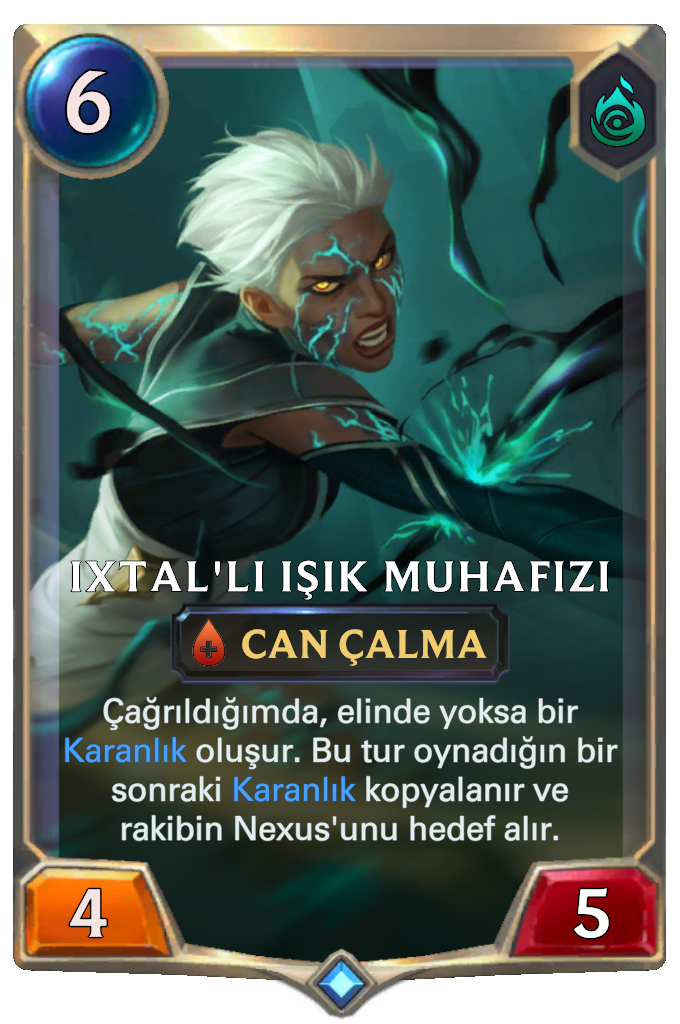 6
IXTAL'LI IŞIK MUHAFIZI
CAN ÇALMA
Çağrıldığımda, elinde yoksa bir
Karanlık oluşur. Bu tur oynadığın bir
sonraki Karanlık kopyalanır ve
rakibin Nexus'unu hedef alır.
4
5